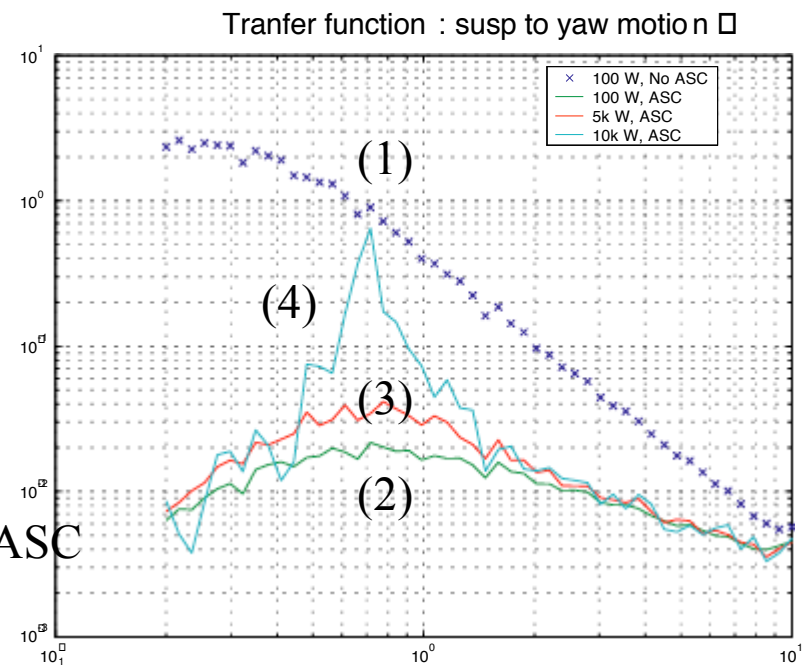 Tranfer function : susp to yaw motio n □
10¹
× 100 W, No ASC
100 W, ASC
5k W, ASC
10k W, ASC
(1)
10⁰
(4)
(3)
(2)
ASC
10⁰
10¹